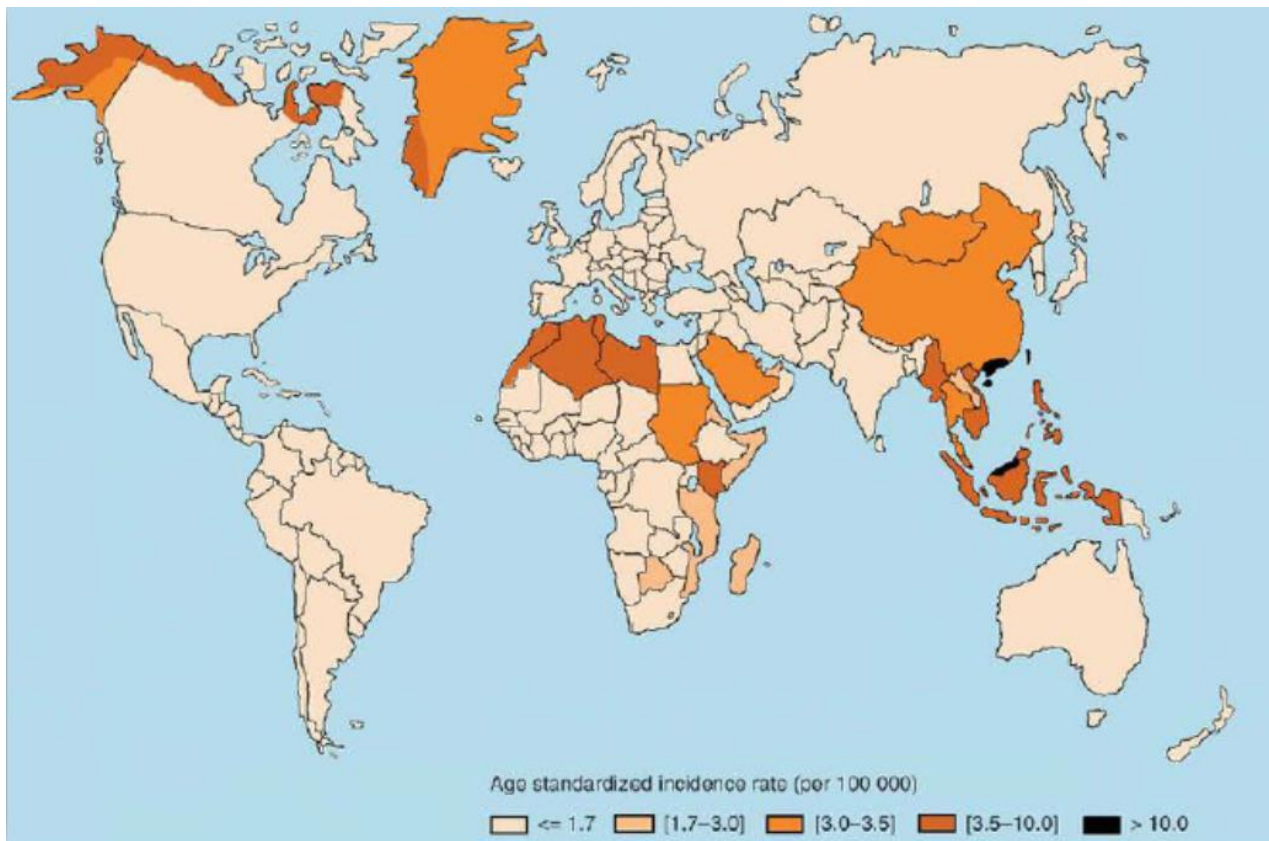 Age standardized incidence rate (per 100 000)
<= 1.7 [1.7–3.0] [3.0–3.5] [3.5–10.0] > 10.0